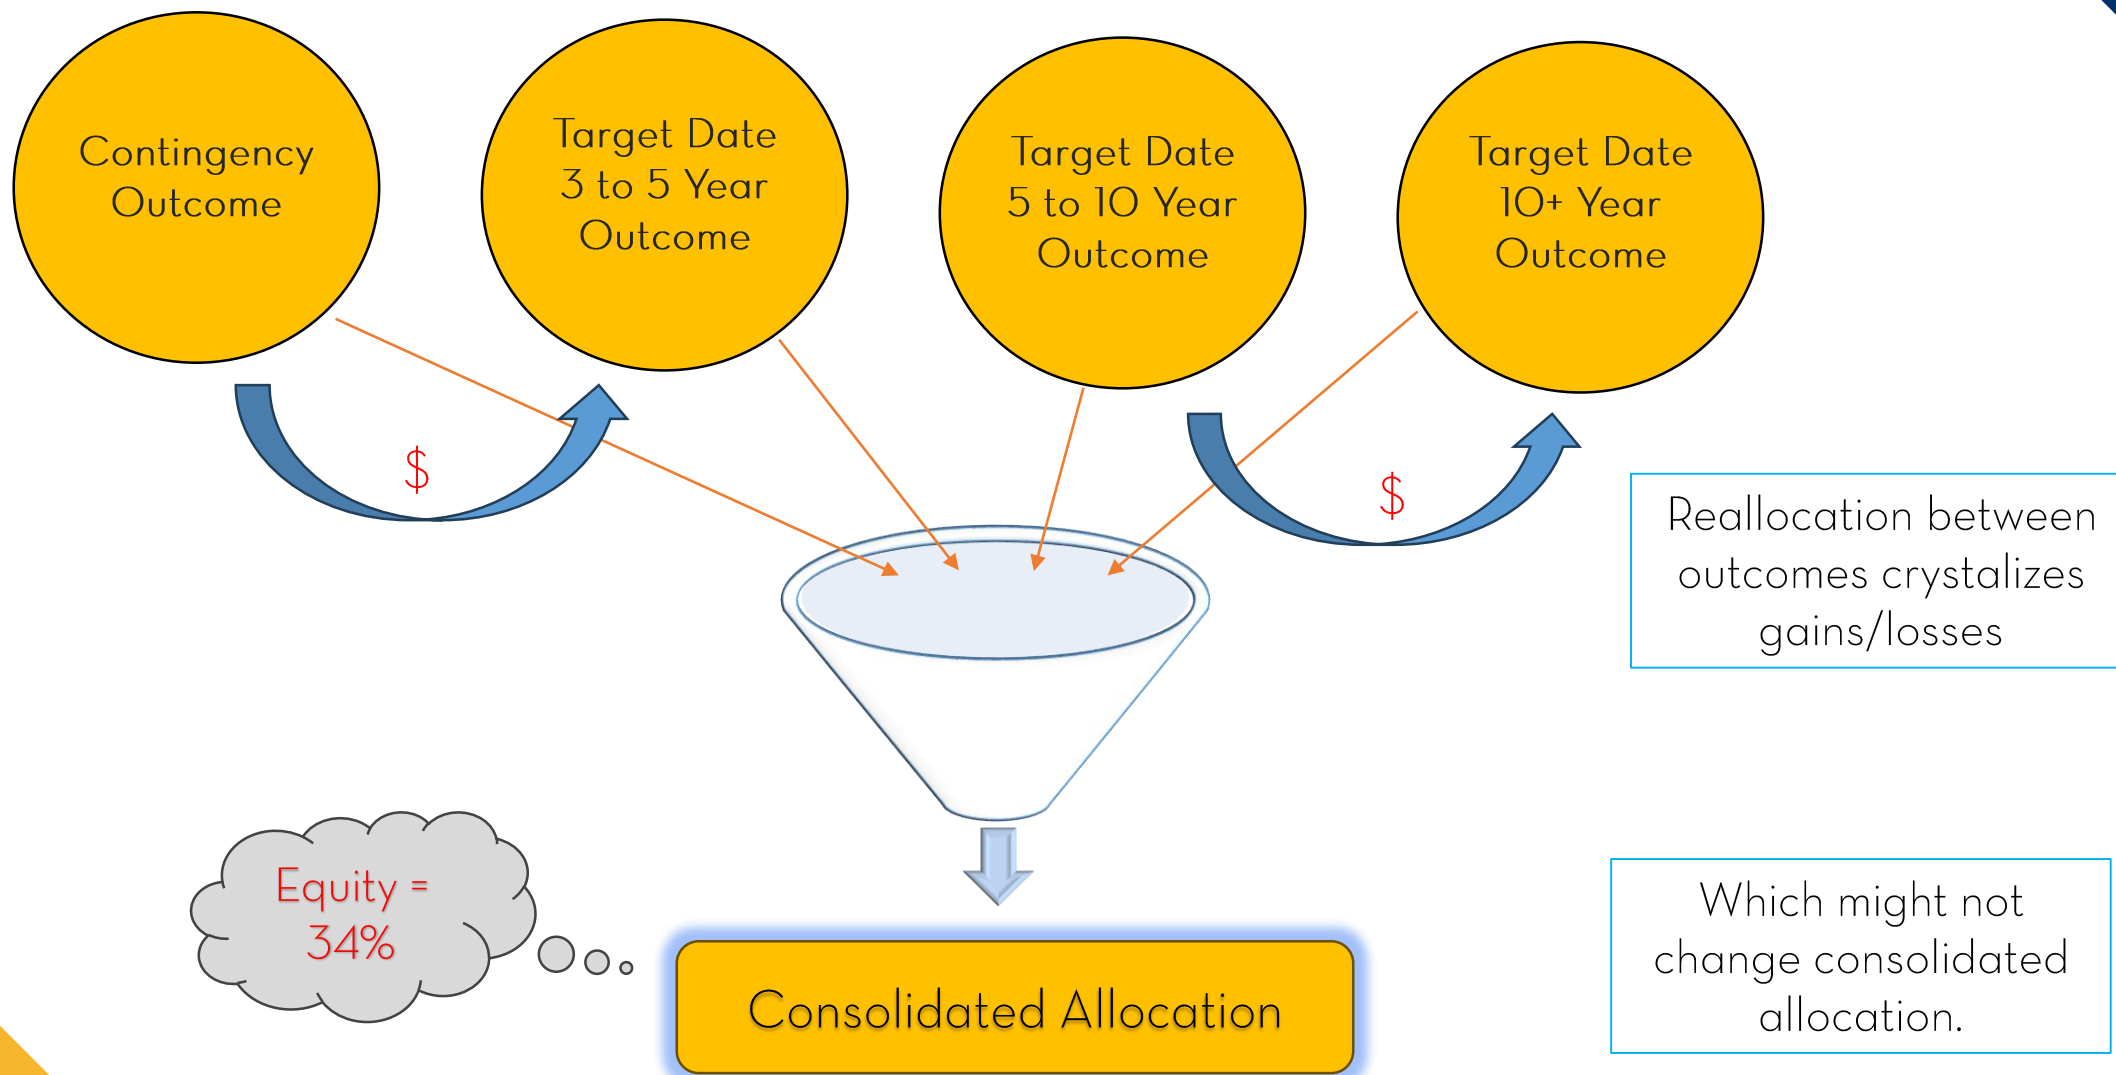 Contingency
Outcome
Target Date
3 to 5 Year
Outcome
Target Date
5 to 10 Year
Outcome
Target Date
10+ Year
Outcome
$
$
Reallocation between
outcomes crystalizes
gains/losses
Equity =
34%
Consolidated Allocation
Which might not
change consolidated
allocation.